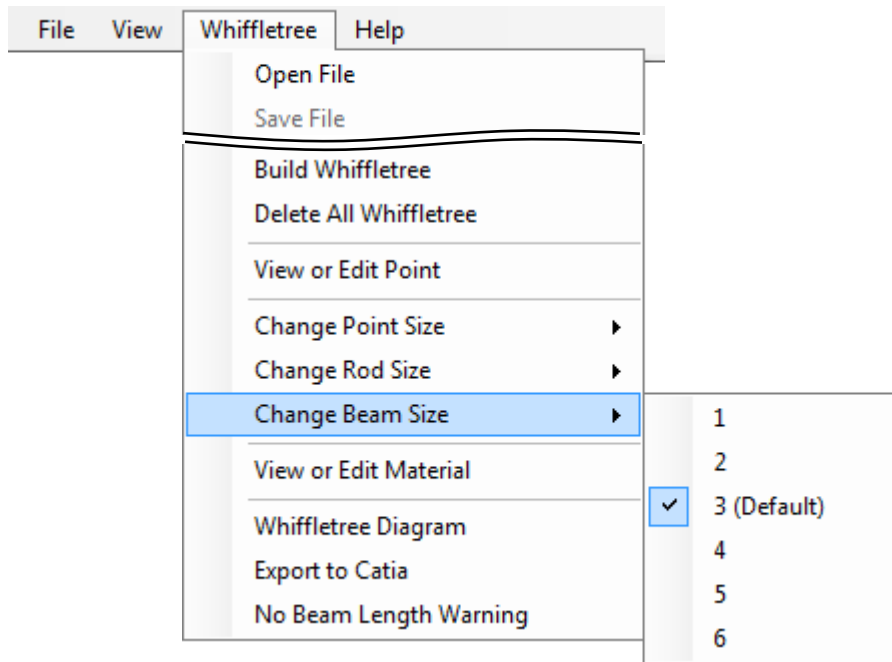 File View Whiffletree Help
Open File
Save File
Build Whiffletree
Delete All Whiffletree
View or Edit Point
Change Point Size
Change Rod Size
Change Beam Size
View or Edit Material
Whiffletree Diagram
Export to Catia
No Beam Length Warning
1
2
3 (Default)
4
5
6